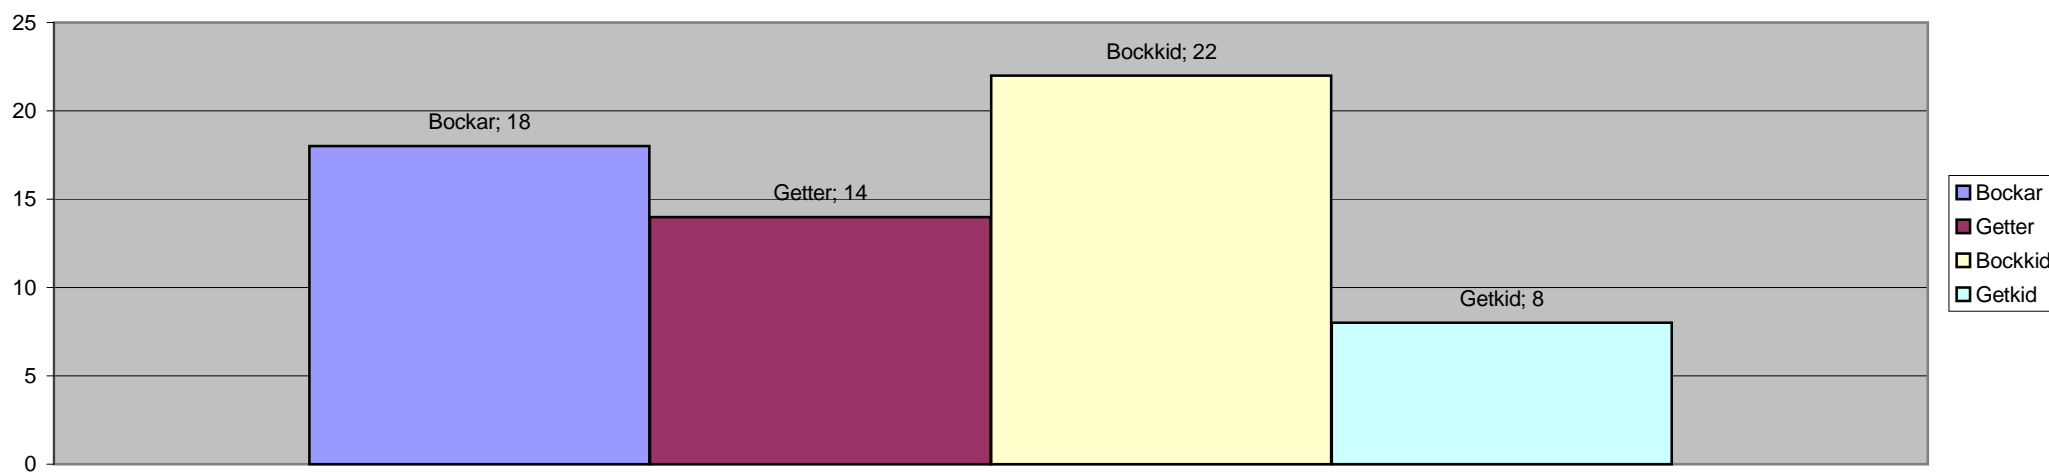 25
20
15
10
5
0
Bockar; 18
Getter; 14
Bockkid; 22
Getkid; 8
Bockar
Getter
Bockkid
Getkid